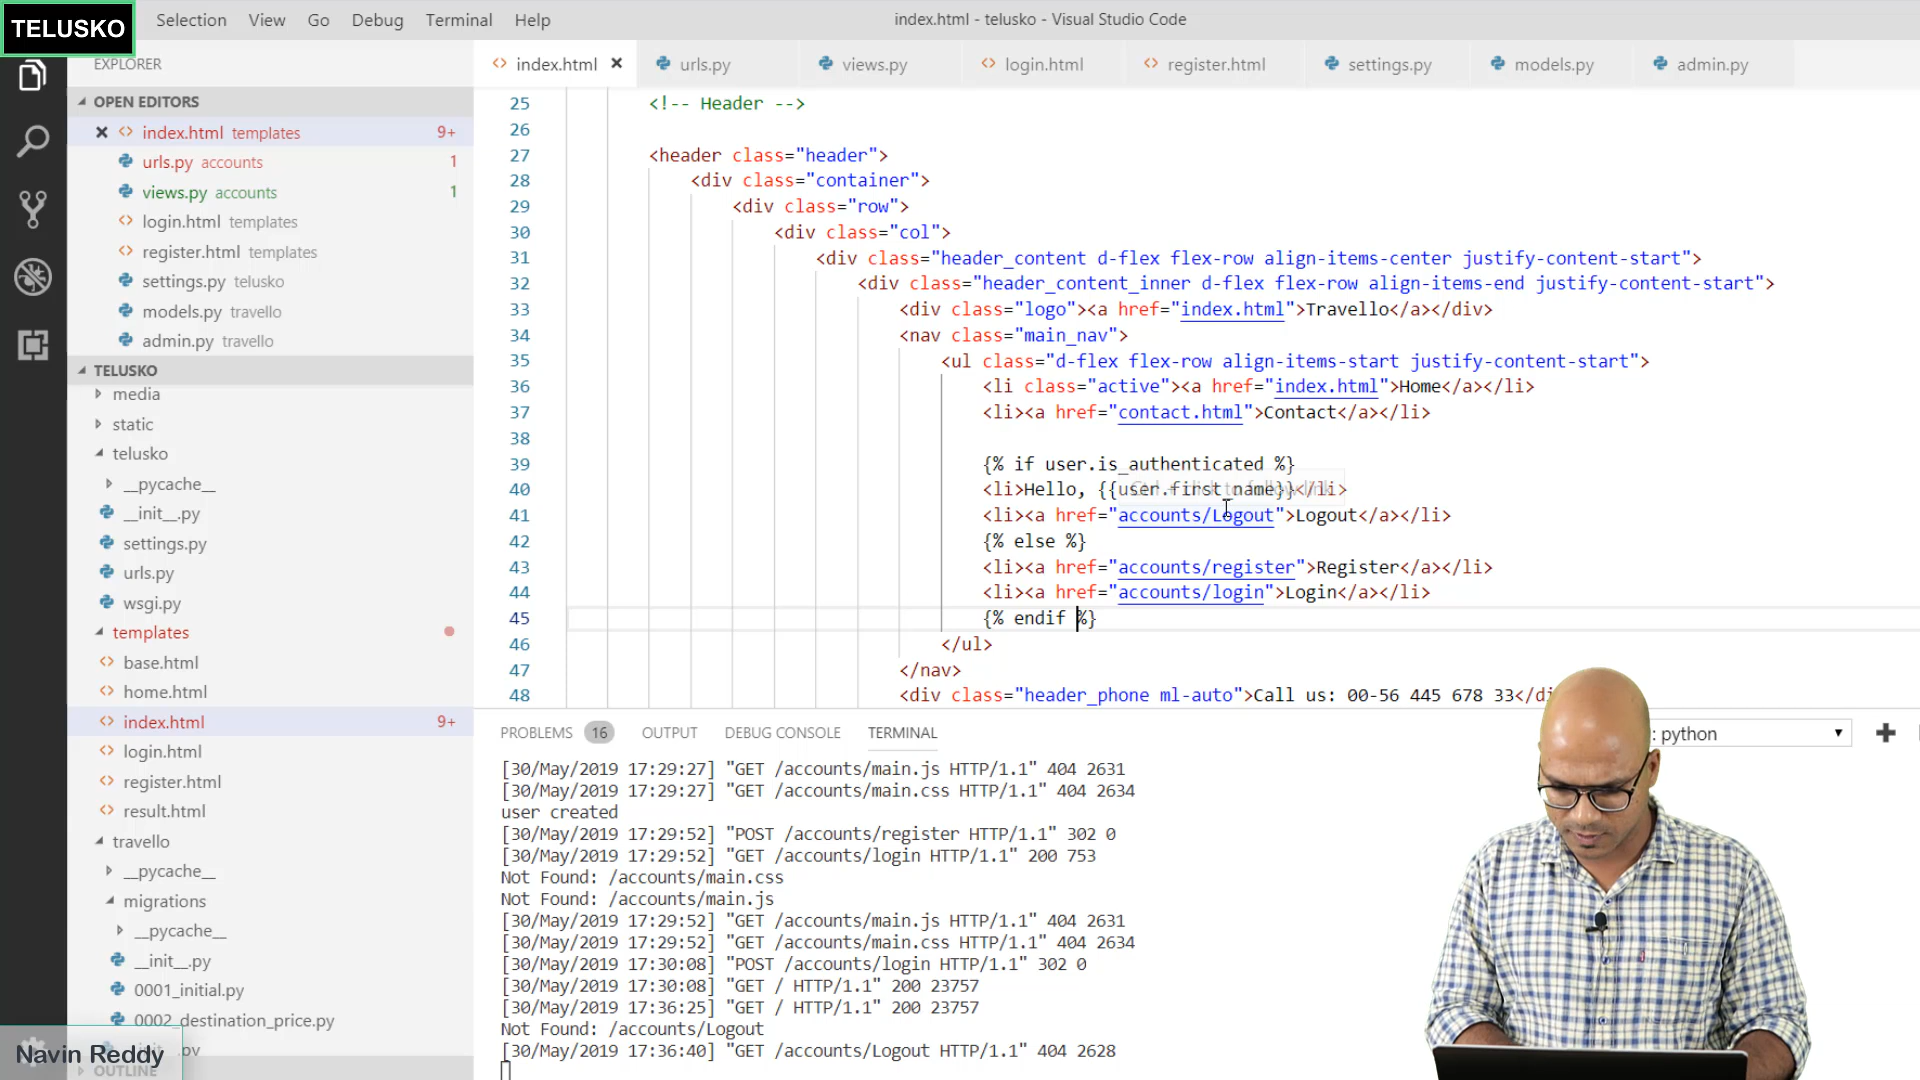 TELUSKO
Selection View Go Debug Terminal Help
index.html - telusko - Visual Studio Code
EXPLORER
OPEN EDITORS
index.html templates 9+
urls.py accounts 1
views.py accounts 1
login.html templates
register.html templates
settings.py telusko
models.py travello
admin.py travello
TELUSKO
media
static
telusko
__pycache__
__init__.py
settings.py
urls.py
wsgi.py
templates
base.html
home.html
index.html 9+
login.html
register.html
result.html
travello
__pycache__
migrations
__pycache__
__init__.py
0001_initial.py
0002_destination_price.py
OUTLINE
Navin Reddy
index.html urls.py views.py login.html register.html settings.py models.py admin.py
25 <!-- Header -->
26
27 <header class="header">
28 <div class="container">
29 <div class="row">
30 <div class="col">
31 <div class="header_content d-flex flex-row align-items-center justify-content-start">
32 <div class="header_content_inner d-flex flex-row align-items-end justify-content-start">
33 <div class="logo"><a href="index.html">Travello</a></div>
34 <nav class="main_nav">
35 <ul class="d-flex flex-row align-items-start justify-content-start">
36 <li class="active"><a href="index.html">Home</a></li>
37 <li><a href="contact.html">Contact</a></li>
38
39 {% if user.is_authenticated %}
40 <li>Hello, {{user.first_name}}</li>
41 <li><a href="accounts/Logout">Logout</a></li>
42 {% else %}
43 <li><a href="accounts/register">Register</a></li>
44 <li><a href="accounts/login">Login</a></li>
45 {% endif %}
46 </ul>
47 </nav>
48 <div class="header_phone ml-auto">Call us: 00-56 445 678 33</di
PROBLEMS 16 OUTPUT DEBUG CONSOLE TERMINAL : python
[30/May/2019 17:29:27] "GET /accounts/main.js HTTP/1.1" 404 2631
[30/May/2019 17:29:27] "GET /accounts/main.css HTTP/1.1" 404 2634
user created
[30/May/2019 17:29:52] "POST /accounts/register HTTP/1.1" 302 0
[30/May/2019 17:29:52] "GET /accounts/login HTTP/1.1" 200 753
Not Found: /accounts/main.css
Not Found: /accounts/main.js
[30/May/2019 17:29:52] "GET /accounts/main.js HTTP/1.1" 404 2631
[30/May/2019 17:29:52] "GET /accounts/main.css HTTP/1.1" 404 2634
[30/May/2019 17:30:08] "POST /accounts/login HTTP/1.1" 302 0
[30/May/2019 17:30:08] "GET / HTTP/1.1" 200 23757
[30/May/2019 17:36:25] "GET / HTTP/1.1" 200 23757
Not Found: /accounts/Logout
[30/May/2019 17:36:40] "GET /accounts/Logout HTTP/1.1" 404 2628